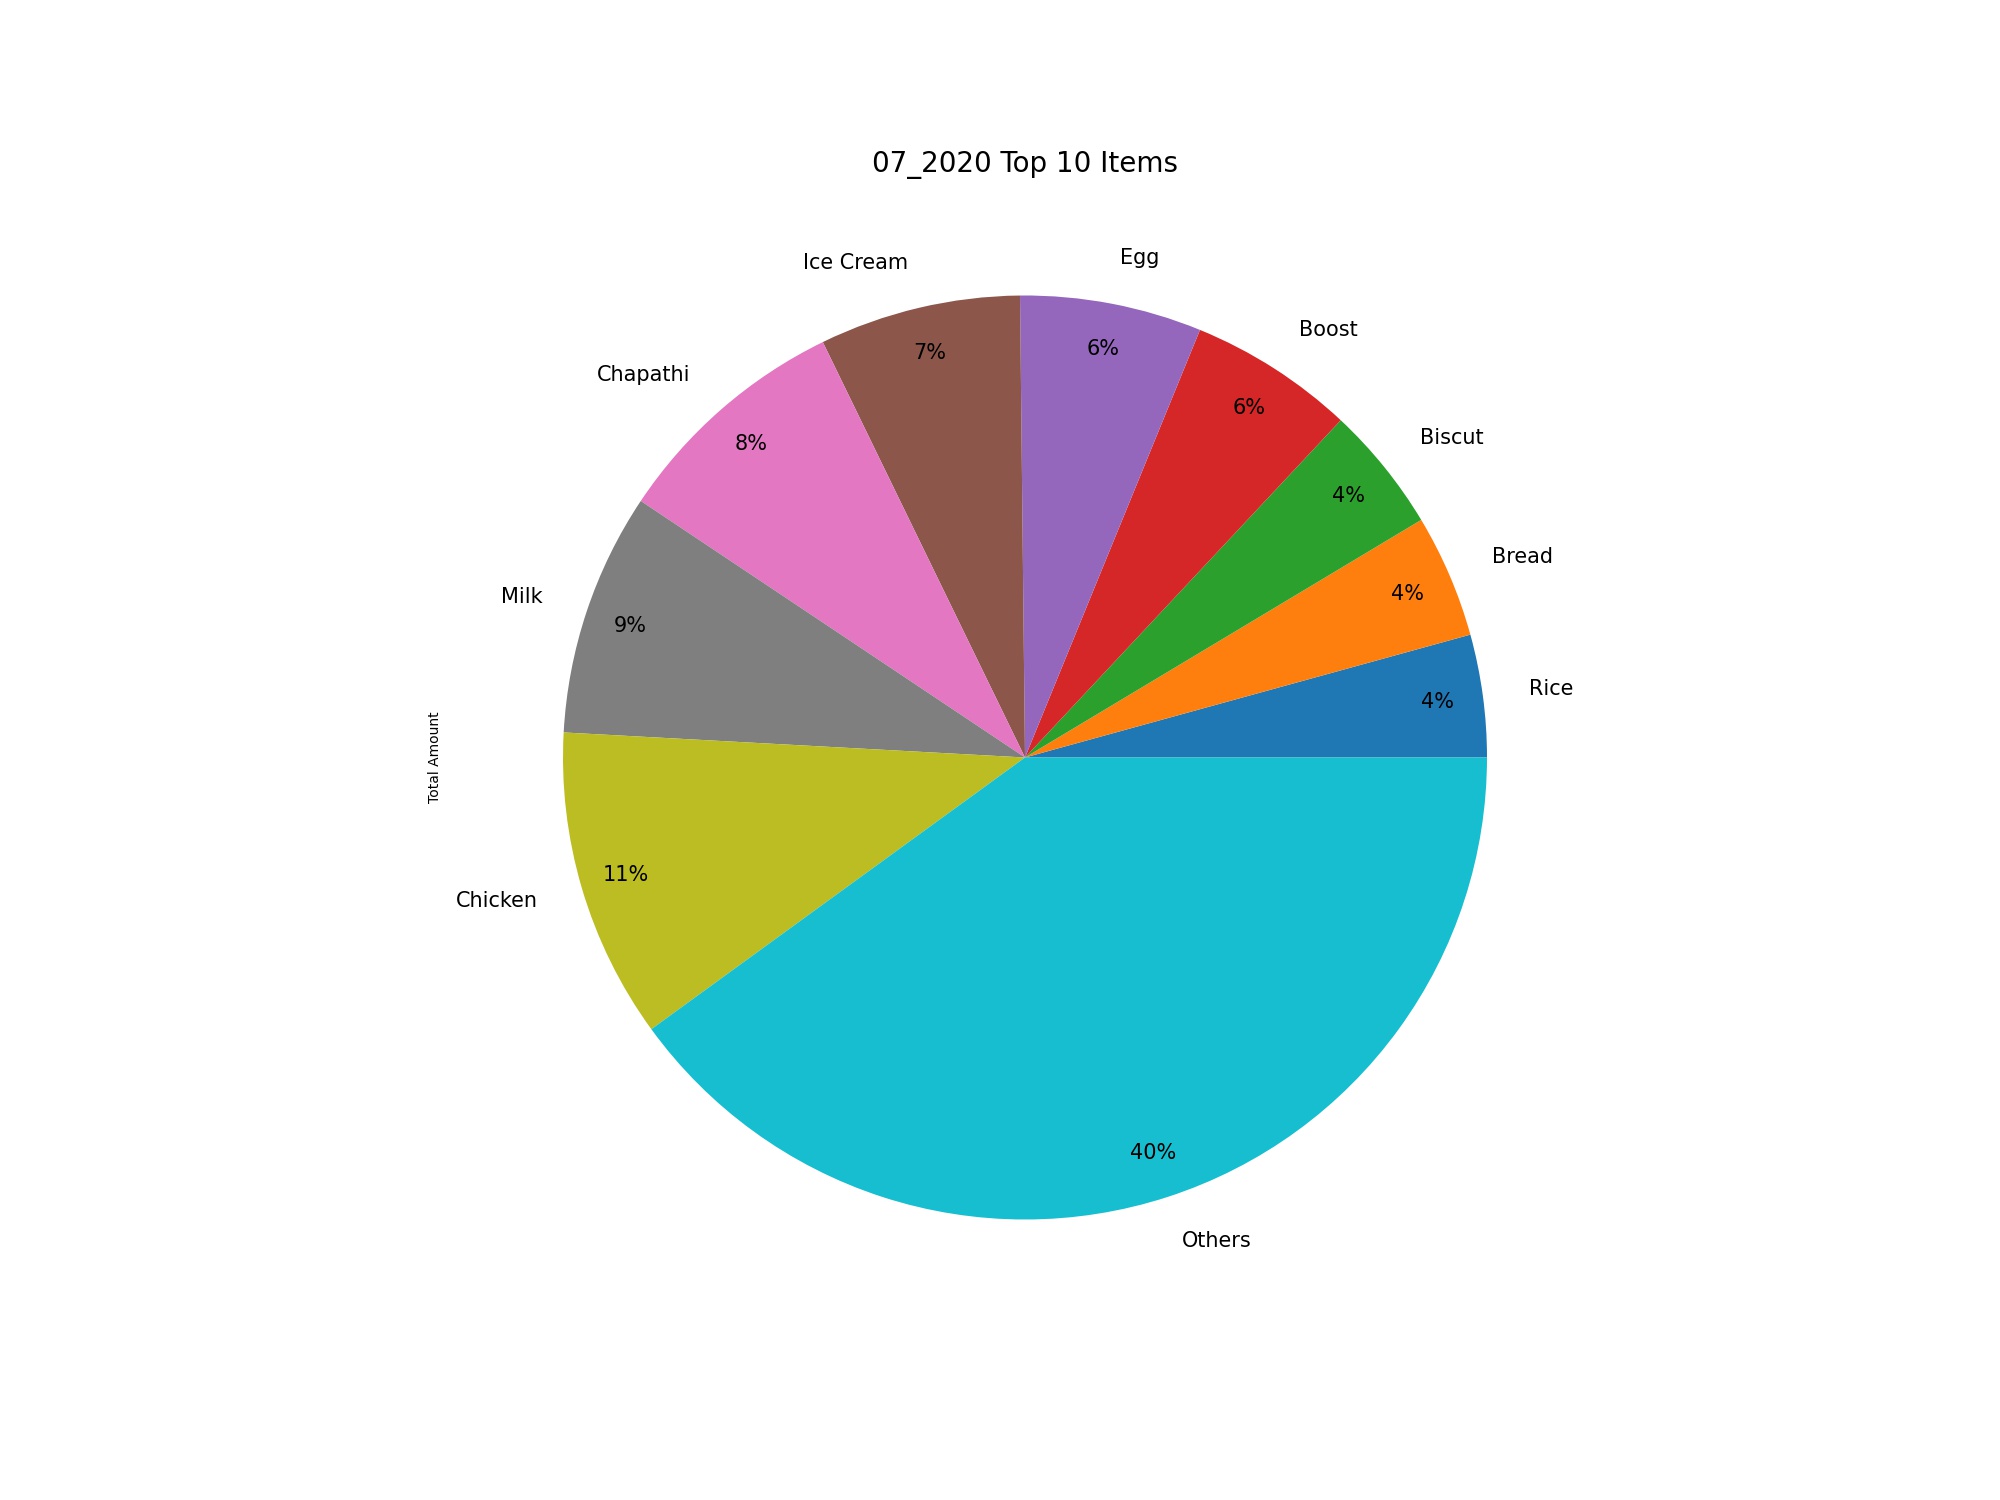 07_2020 Top 10 Items
Egg
Ice Cream
Boost
6%
7%
Chapathi
6%
Biscut
8%
4%
Bread
4%
Milk
9%
Rice
4%
Total Amount
11%
Chicken
40%
Others